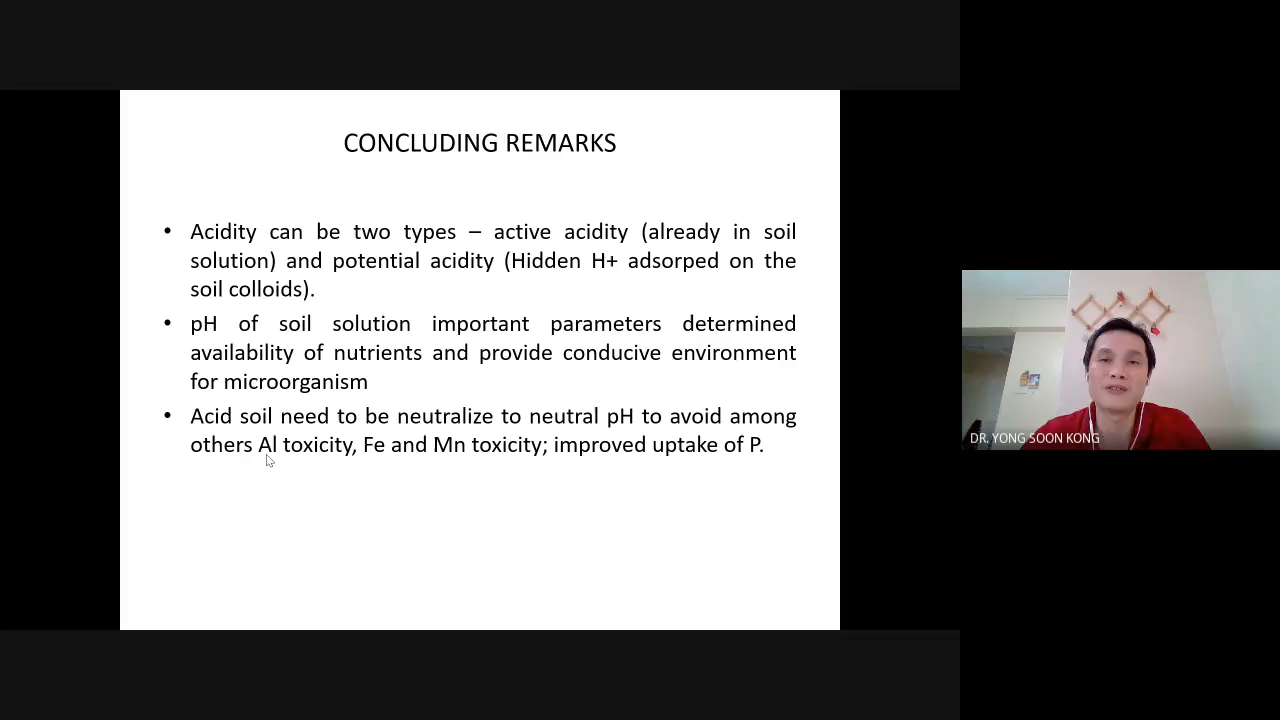 CONCLUDING REMARKS
• Acidity can be two types – active acidity (already in soil
solution) and potential acidity (Hidden H+ adsorped on the
soil colloids).
• pH of soil solution important parameters determined
availability of nutrients and provide conducive environment
for microorganism
• Acid soil need to be neutralize to neutral pH to avoid among
others Al toxicity, Fe and Mn toxicity; improved uptake of P.
DR. YONG SOON KONG